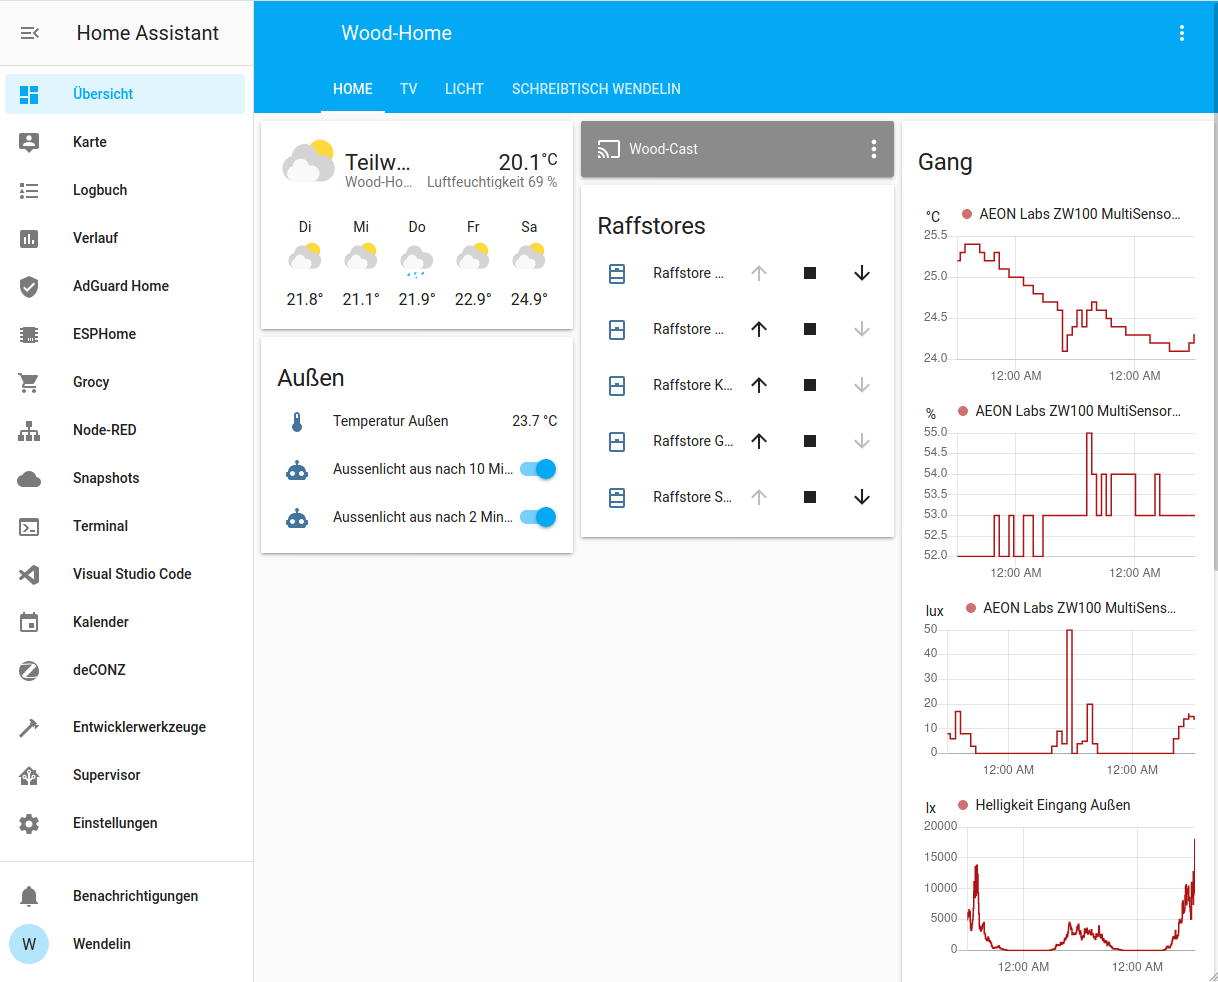 Home Assistant
Übersicht
Karte
Logbuch
Verlauf
AdGuard Home
ESPHome
Grocy
Node-RED
Snapshots
Terminal
Visual Studio Code
Kalender
deCONZ
Entwicklerwerkzeuge
Supervisor
Einstellungen
Benachrichtigungen
W Wendelin
Wood-Home
HOME TV LICHT SCHREIBTISCH WENDELIN
Teilw... 20.1°C
Wood-Ho... Luftfeuchtigkeit 69 %
Di Mi Do Fr Sa
21.8° 21.1° 21.9° 22.9° 24.9°
Außen
Temperatur Außen 23.7 °C
Aussenlicht aus nach 10 Mi...
Aussenlicht aus nach 2 Min...
Wood-Cast
Raffstores
Raffstore ...
Raffstore ...
Raffstore K...
Raffstore G...
Raffstore S...
Gang
°C AEON Labs ZW100 MultiSenso...
25.5
25.0
24.5
24.0
12:00 AM 12:00 AM
% AEON Labs ZW100 MultiSensor...
55.0
54.5
54.0
53.5
53.0
52.5
52.0
12:00 AM 12:00 AM
lux AEON Labs ZW100 MultiSens...
50
40
30
20
10
0
12:00 AM 12:00 AM
lx Helligkeit Eingang Außen
20000
15000
10000
5000
0
12:00 AM 12:00 AM